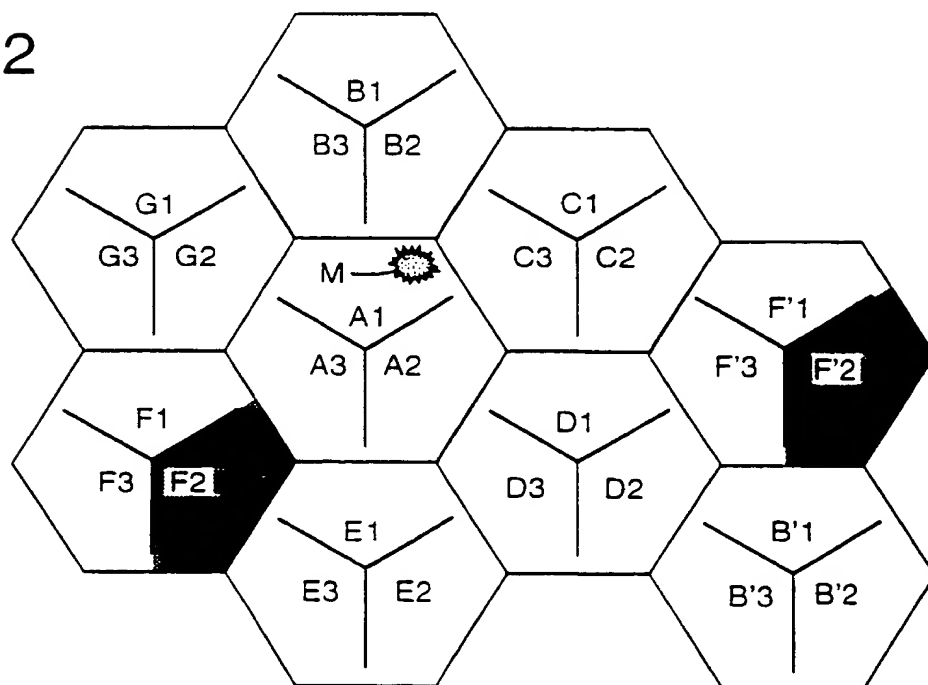 2
B1
B3 B2
G1
G3 G2
C1
C3 C2
M
A1
A3 A2
F'1
F'3 F'2
F1
F3 F2
D1
D3 D2
E1
E3 E2
B'1
B'3 B'2